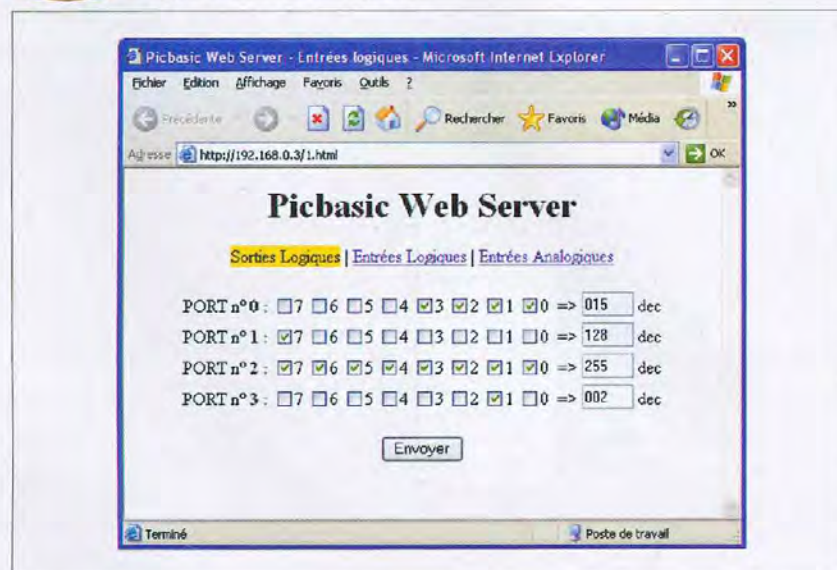 Picbasic Web Server - Entrées logiques - Microsoft Internet Explorer
Fichier Edition Affichage Favoris Outils ?
Précédente Rechercher Favoris Média »
Adresse http://192.168.0.3/1.html OK
Picbasic Web Server
Sorties Logiques | Entrées Logiques | Entrées Analogiques
PORT n° 0 : 7 6 5 4 3 2 1 0 => 015 dec
PORT n° 1 : 7 6 5 4 3 2 1 0 => 128 dec
PORT n° 2 : 7 6 5 4 3 2 1 0 => 255 dec
PORT n° 3 : 7 6 5 4 3 2 1 0 => 002 dec
Envoyer
Terminé Poste de travail